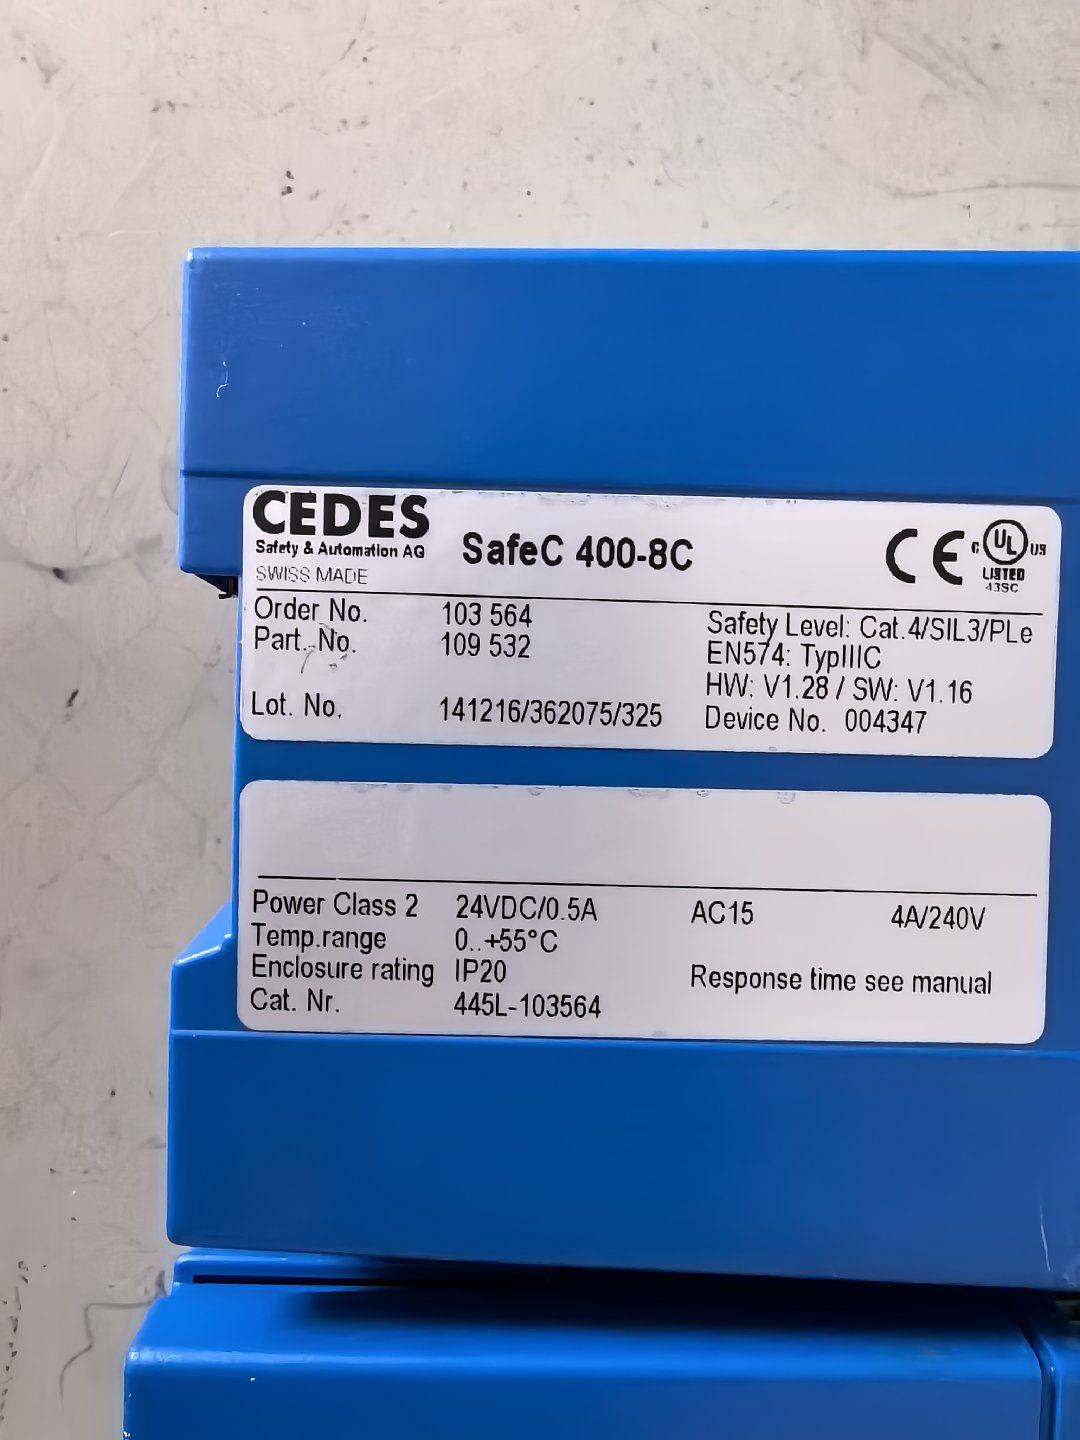 CEDES
Safety & Automation AG
SWISS MADE
SafeC 400-8C
CE
C UL US
LISTED
43SC
Order No. 103 564
Part. No. 109 532
Lot. No. 141216/362075/325
Safety Level: Cat.4/SIL3/PLe
EN574: TypIIIC
HW: V1.28 / SW: V1.16
Device No. 004347
Power Class 2 24VDC/0.5A AC15 4A/240V
Temp.range 0..+55°C
Enclosure rating IP20 Response time see manual
Cat. Nr. 445L-103564